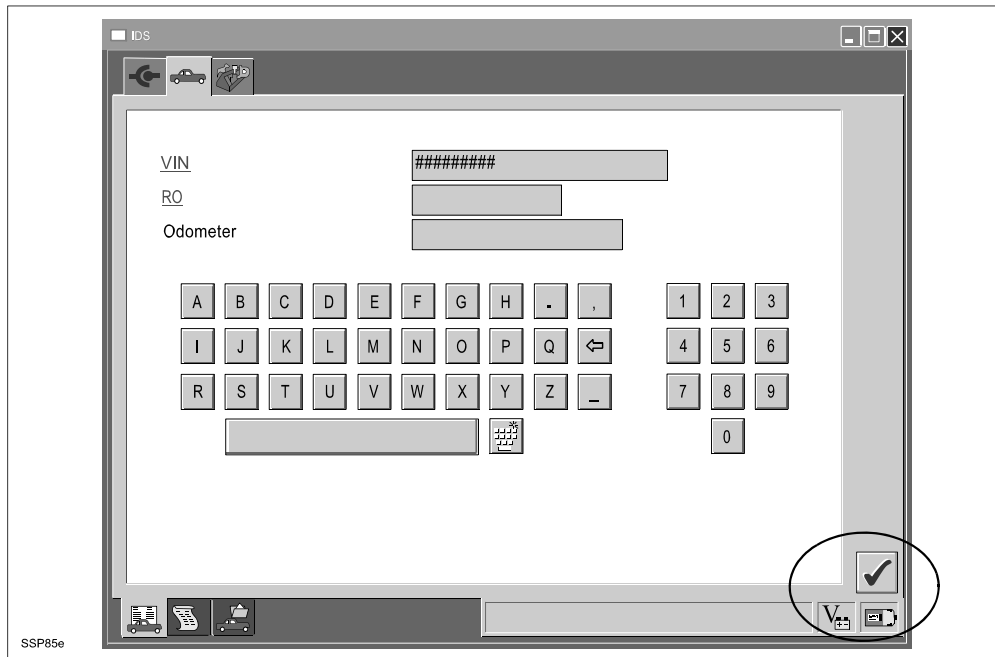 IDS
VIN #########
RO
Odometer
A B C D E F G H . , 1 2 3
I J K L M N O P Q 4 5 6
R S T U V W X Y Z _ 7 8 9
0
V
SSP85e